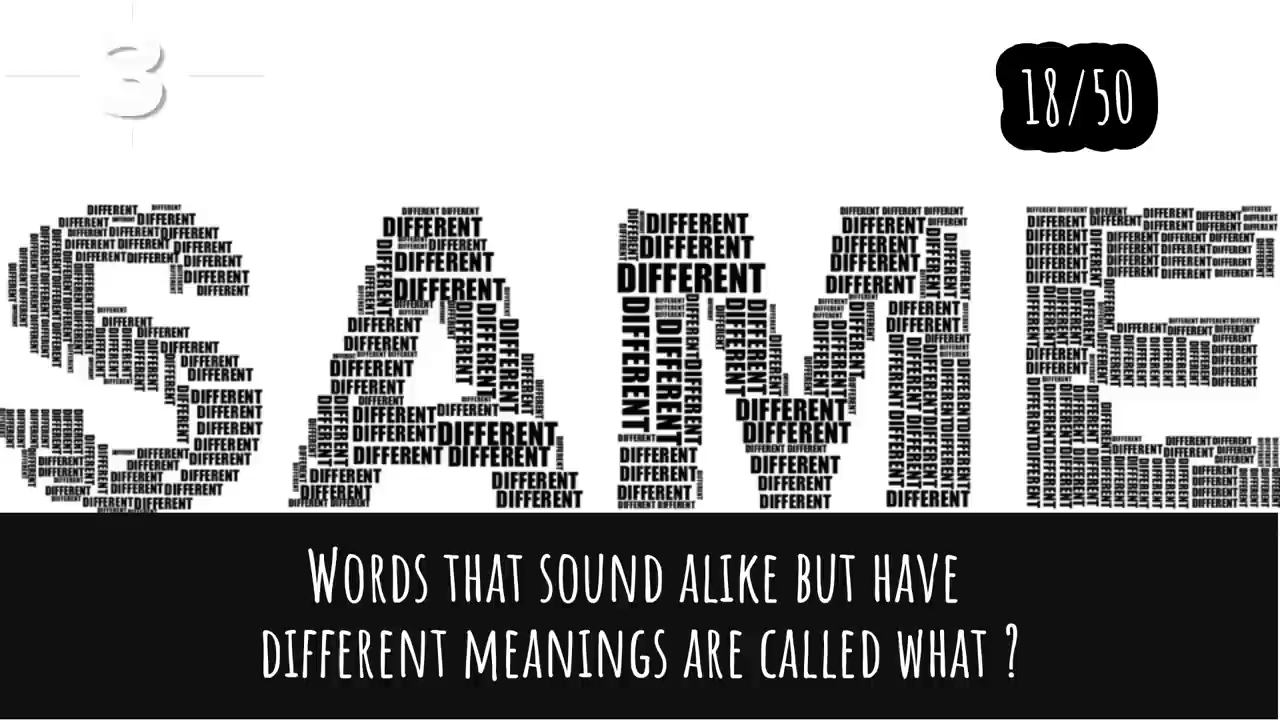 3
18/50
SAME
WORDS THAT SOUND ALIKE BUT HAVE
DIFFERENT MEANINGS ARE CALLED WHAT ?